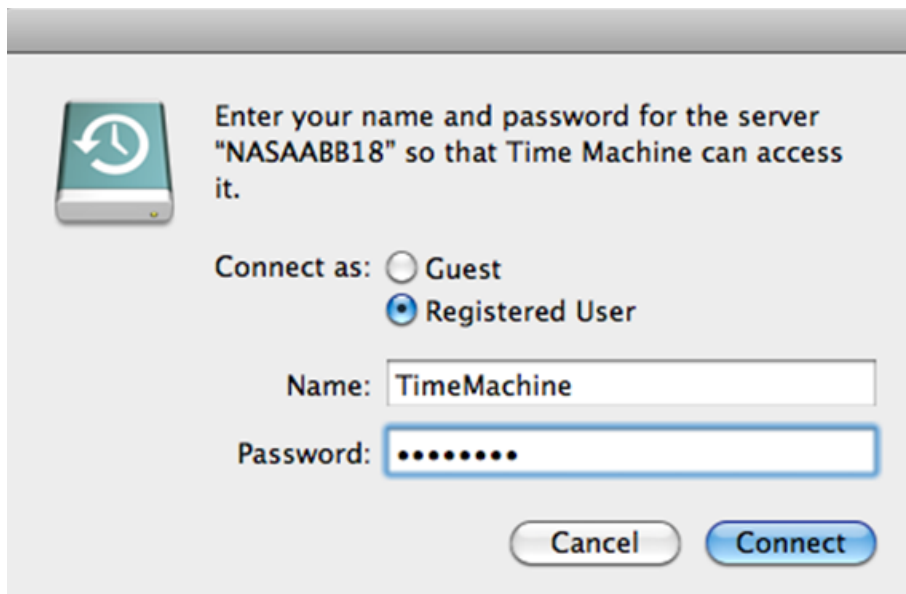 Enter your name and password for the server
“NASAABB18” so that Time Machine can access
it.
Connect as: Guest
Registered User
Name: TimeMachine
Password: ••••••••
Cancel Connect